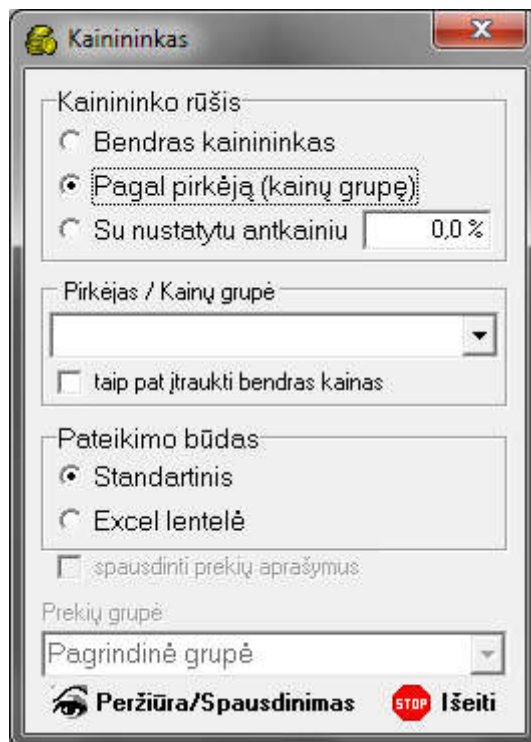 Kainininkas
Kainininko rūšis
Bendras kainininkas
Pagal pirkėją (kainų grupę)
Su nustatytu antkainiu 0,0 %
Pirkėjas / Kainų grupė
taip pat įtraukti bendras kainas
Pateikimo būdas
Standartinis
Excel lentelė
spausdinti prekių aprašymus
Prekių grupė
Pagrindinė grupė
Peržiūra/Spausdinimas STOP Išeiti